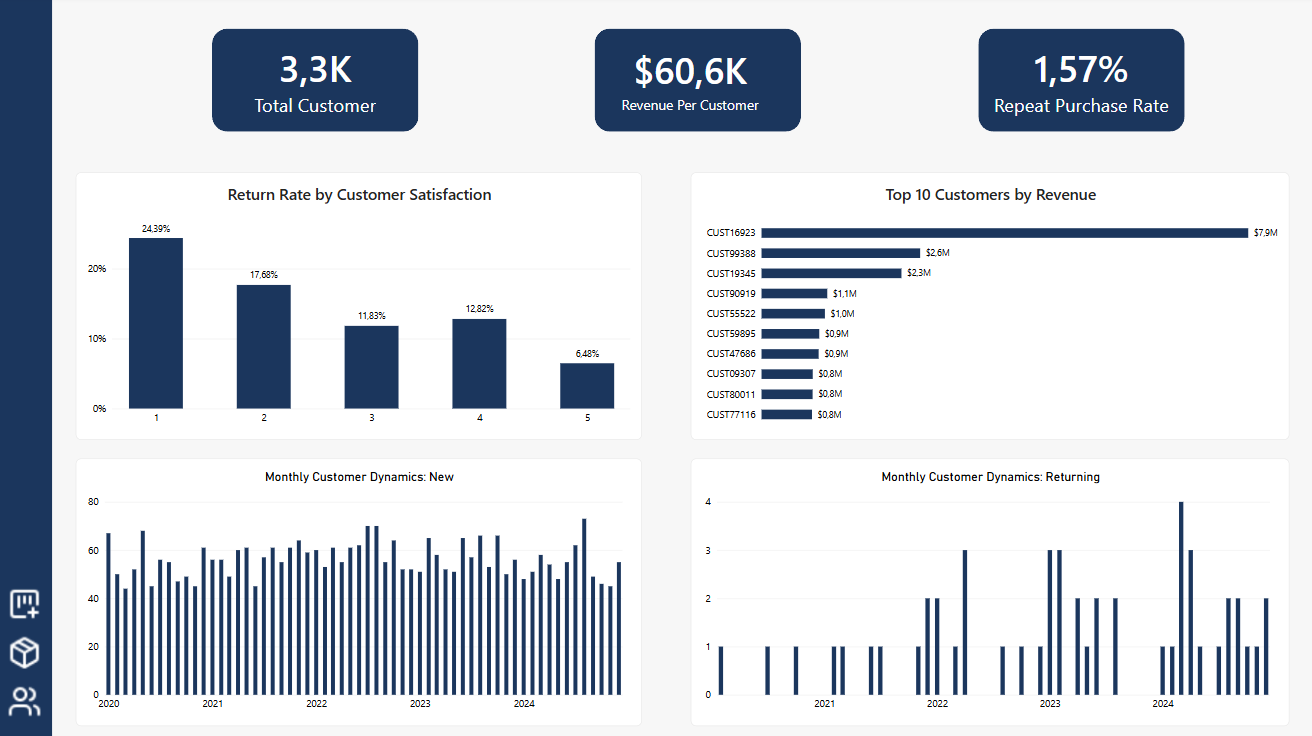 3,3K
Total Customer
$60,6K
Revenue Per Customer
1,57%
Repeat Purchase Rate
Return Rate by Customer Satisfaction
24,39%
17,68%
11,83%
12,82%
6,48%
20%
10%
0%
1 2 3 4 5
Top 10 Customers by Revenue
CUST16923 $7,9M
CUST99388 $2,6M
CUST19345 $2,3M
CUST90919 $1,1M
CUST55522 $1,0M
CUST59895 $0,9M
CUST47686 $0,9M
CUST09307 $0,8M
CUST80011 $0,8M
CUST77116 $0,8M
Monthly Customer Dynamics: New
80
60
40
20
0
2020 2021 2022 2023 2024
Monthly Customer Dynamics: Returning
4
3
2
1
0
2021 2022 2023 2024